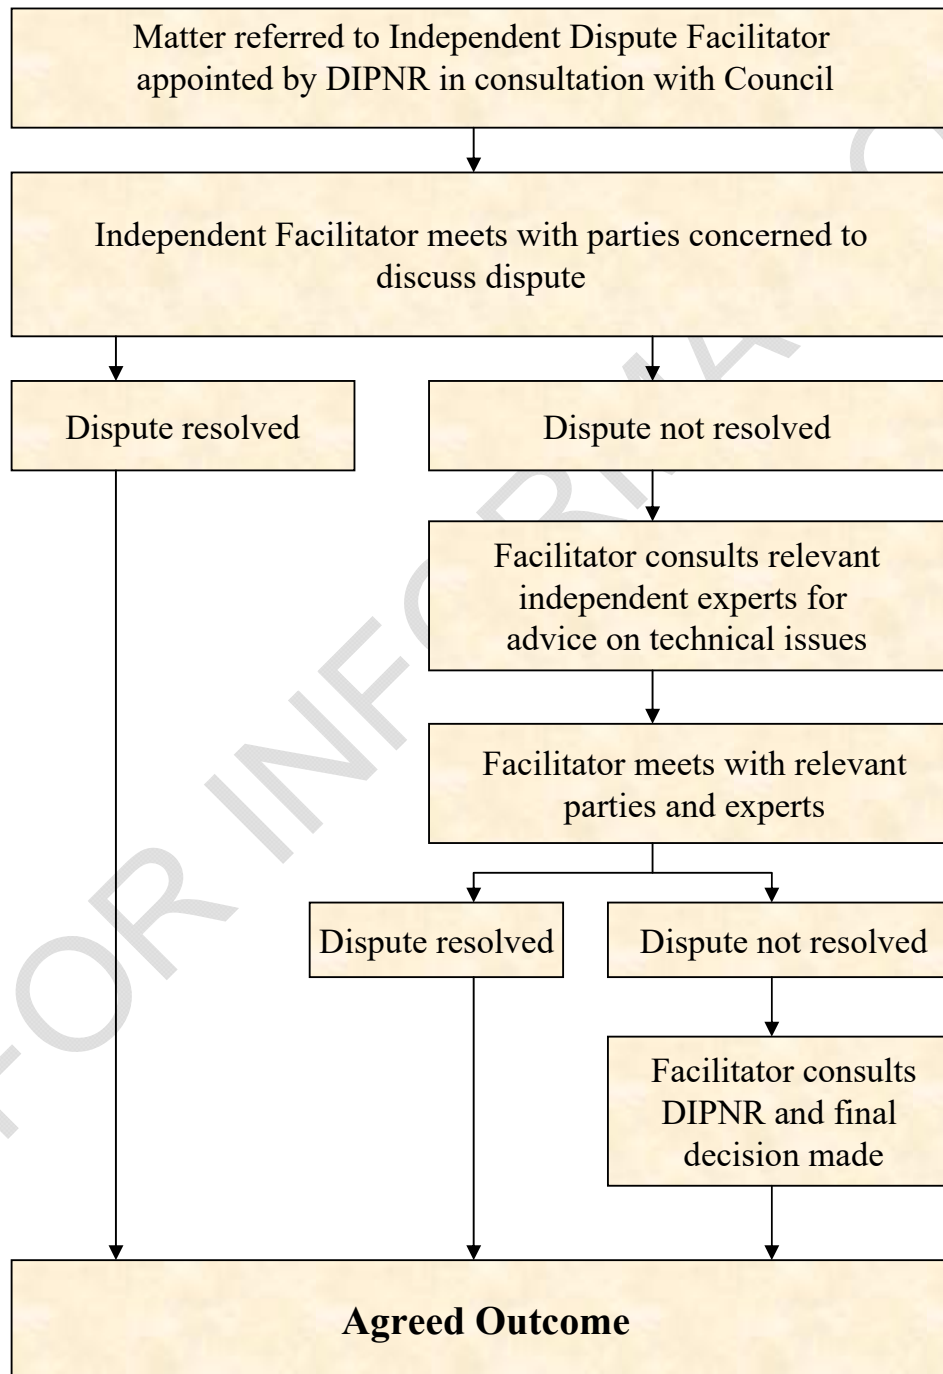 Matter referred to Independent Dispute Facilitator
appointed by DIPNR in consultation with Council
Independent Facilitator meets with parties concerned to
discuss dispute
Dispute resolved
Dispute not resolved
Facilitator consults relevant
independent experts for
advice on technical issues
Facilitator meets with relevant
parties and experts
Dispute resolved
Dispute not resolved
Facilitator consults
DIPNR and final
decision made
Agreed Outcome
FOR